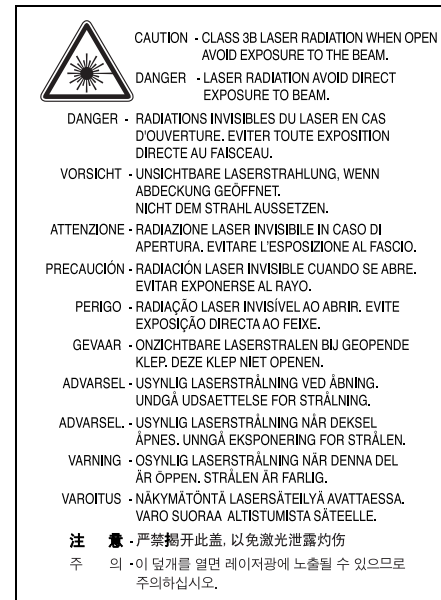 CAUTION - CLASS 3B LASER RADIATION WHEN OPEN
AVOID EXPOSURE TO THE BEAM.
DANGER - LASER RADIATION AVOID DIRECT
EXPOSURE TO BEAM.
DANGER - RADIATIONS INVISIBLES DU LASER EN CAS
D'OUVERTURE. EVITER TOUTE EXPOSITION
DIRECTE AU FAISCEAU.
VORSICHT - UNSICHTBARE LASERSTRAHLUNG, WENN
ABDECKUNG GEÖFFNET.
NICHT DEM STRAHL AUSSETZEN.
ATTENZIONE - RADIAZIONE LASER INVISIBILE IN CASO DI
APERTURA. EVITARE L'ESPOSIZIONE AL FASCIO.
PRECAUCIÓN - RADIACIÓN LASER INVISIBLE CUANDO SE ABRE.
EVITAR EXPONERSE AL RAYO.
PERIGO - RADIAÇÃO LASER INVISÍVEL AO ABRIR. EVITE
EXPOSIÇÃO DIRECTA AO FEIXE.
GEVAAR - ONZICHTBARE LASERSTRALEN BIJ GEOPENDE
KLEP. DEZE KLEP NIET OPENEN.
ADVARSEL - USYNLIG LASERSTRÅLNING VED ÅBNING.
UNDGÅ UDSAETTELSE FOR STRÅLNING.
ADVARSEL. - USYNLIG LASERSTRÅLNING NÅR DEKSEL
ÅPNES. UNNGÅ EKSPONERING FOR STRÅLEN.
VARNING - OSYNLIG LASERSTRÅLNING NÄR DENNA DEL
ÄR ÖPPEN. STRÅLEN ÄR FARLIG.
VAROITUS - NÄKYMÄTÖNTÄ LASERSÄTEILYÄ AVATTAESSA.
VARO SUORAA ALTISTUMISTA SÄTEELLE.
注 意 - 严禁揭开此盖, 以免激光泄露灼伤
주 의 - 이 덮개를 열면 레이저광에 노출될 수 있으므로
주의하십시오.